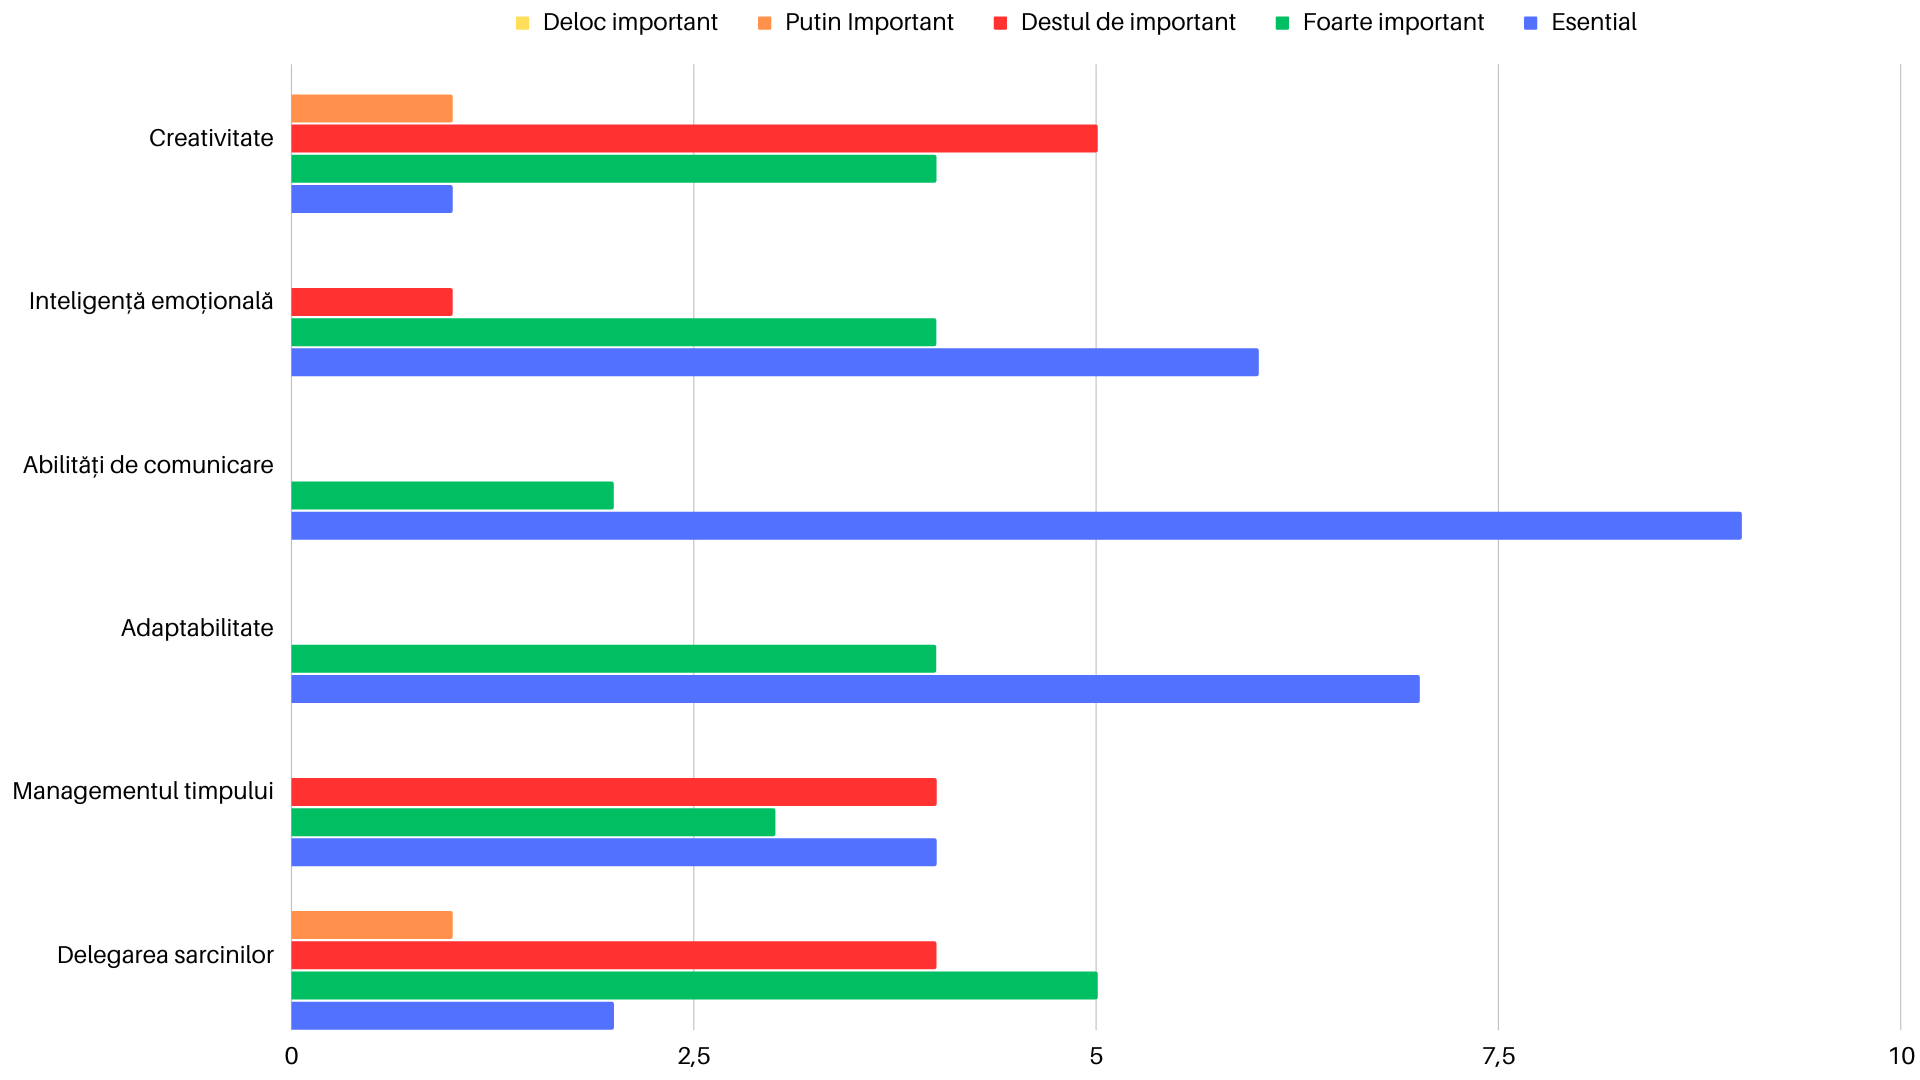 Deloc important Putin Important Destul de important Foarte important Esential
Creativitate
Inteligență emoțională
Abilități de comunicare
Adaptabilitate
Managementul timpului
Delegarea sarcinilor
0 2,5 5 7,5 10